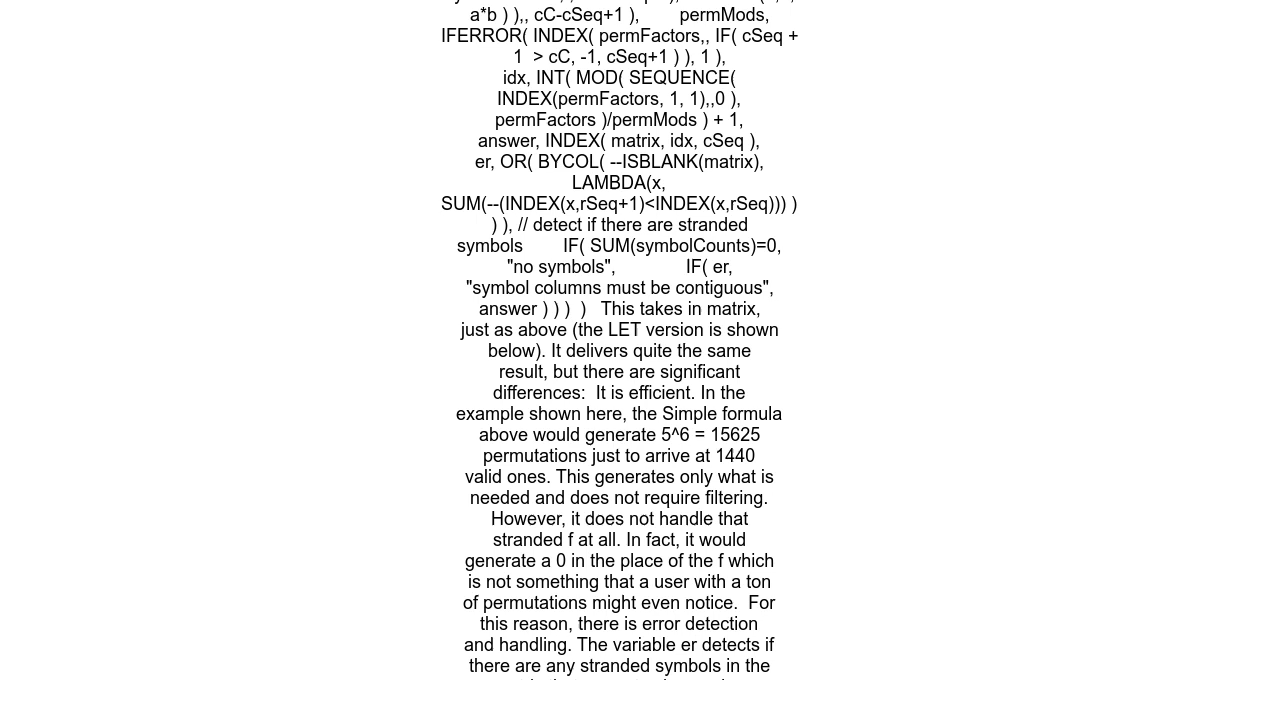 a*b ) ),, cC-cSeq+1 ),        permMods,
IFERROR( INDEX( permFactors,, IF( cSeq +
1  > cC, -1, cSeq+1 ) ), 1 ),
idx, INT( MOD( SEQUENCE(
INDEX(permFactors, 1, 1),,0 ),
permFactors )/permMods ) + 1,
answer, INDEX( matrix, idx, cSeq ),
er, OR( BYCOL( --ISBLANK(matrix),
LAMBDA(x,
SUM(--(INDEX(x,rSeq+1)<INDEX(x,rSeq))) )
) ), // detect if there are stranded
symbols        IF( SUM(symbolCounts)=0,
"no symbols",              IF( er,
"symbol columns must be contiguous",
answer ) ) )  )   This takes in matrix,
just as above (the LET version is shown
below). It delivers quite the same
result, but there are significant
differences:  It is efficient. In the
example shown here, the Simple formula
above would generate 5^6 = 15625
permutations just to arrive at 1440
valid ones. This generates only what is
needed and does not require filtering.
However, it does not handle that
stranded f at all. In fact, it would
generate a 0 in the place of the f which
is not something that a user with a ton
of permutations might even notice.  For
this reason, there is error detection
and handling. The variable er detects if
there are any stranded symbols in the